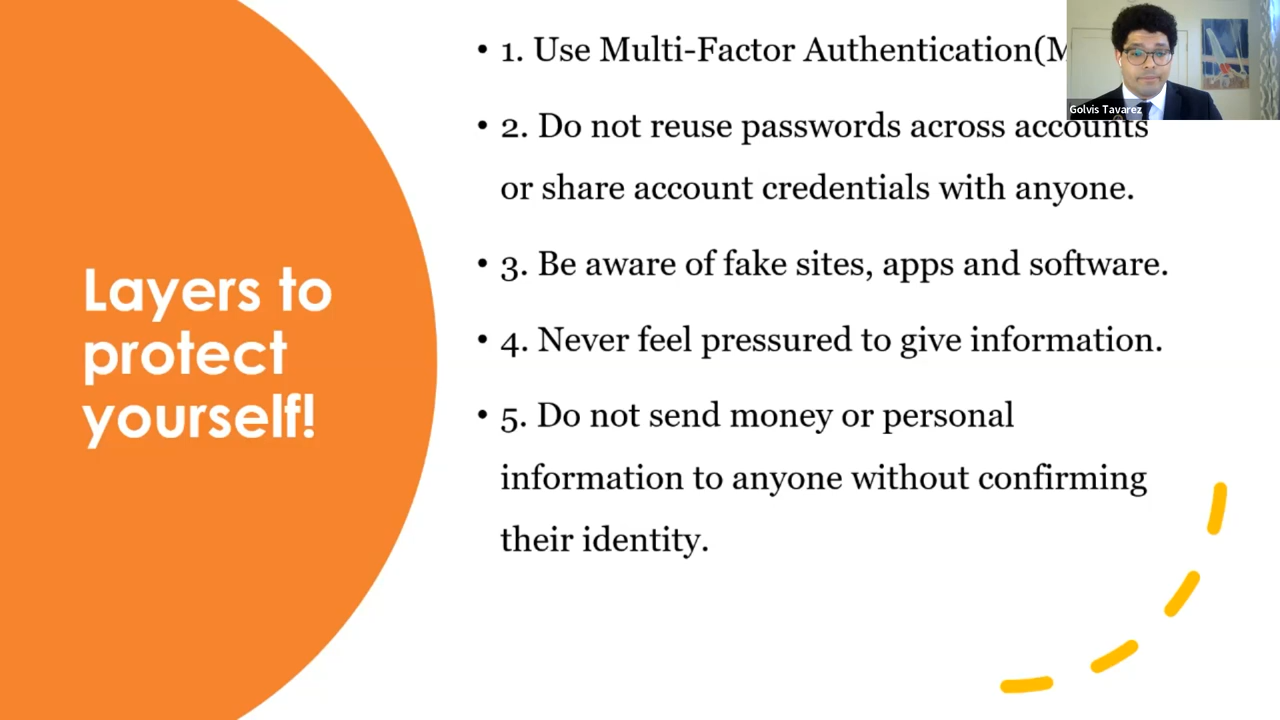 Layers to
protect
yourself!
• 1. Use Multi-Factor Authentication(M
• 2. Do not reuse passwords across accounts
or share account credentials with anyone.
• 3. Be aware of fake sites, apps and software.
• 4. Never feel pressured to give information.
• 5. Do not send money or personal
information to anyone without confirming
their identity.
Golvis Tavarez